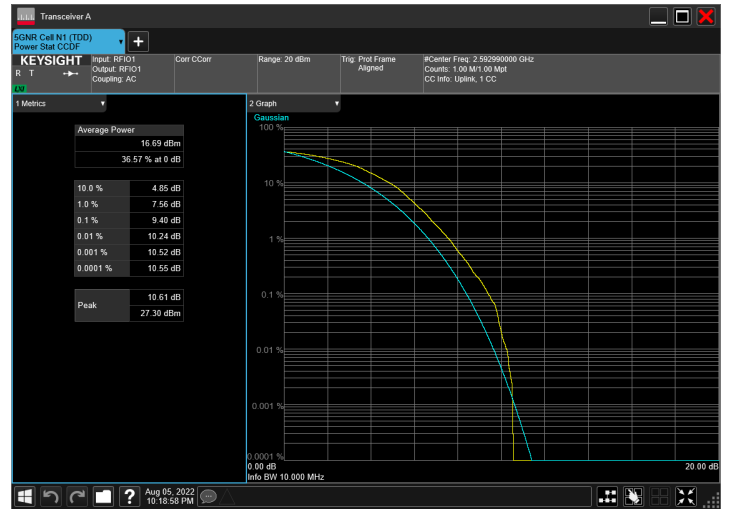 Transceiver A
5GNR Cell N1 (TDD)
Power Stat CCDF
KEYSIGHT
R T
LXI
Input: RFIO1
Output: RFIO1
Coupling: AC
Corr CCorr
Range: 20 dBm
Trig: Prot Frame
Aligned
#Center Freq: 2.592990000 GHz
Counts: 1.00 M/1.00 Mpt
CC Info: Uplink, 1 CC
1 Metrics
Average Power
16.69 dBm
36.57 % at 0 dB
10.0 % 4.85 dB
1.0 % 7.56 dB
0.1 % 9.40 dB
0.01 % 10.24 dB
0.001 % 10.52 dB
0.0001 % 10.55 dB
Peak
10.61 dB
27.30 dBm
2 Graph
Gaussian
100 %
10 %
1 %
0.1 %
0.01 %
0.001 %
0.0001 %
0.00 dB
20.00 dB
Info BW 10.000 MHz
?
Aug 05, 2022
10:18:58 PM